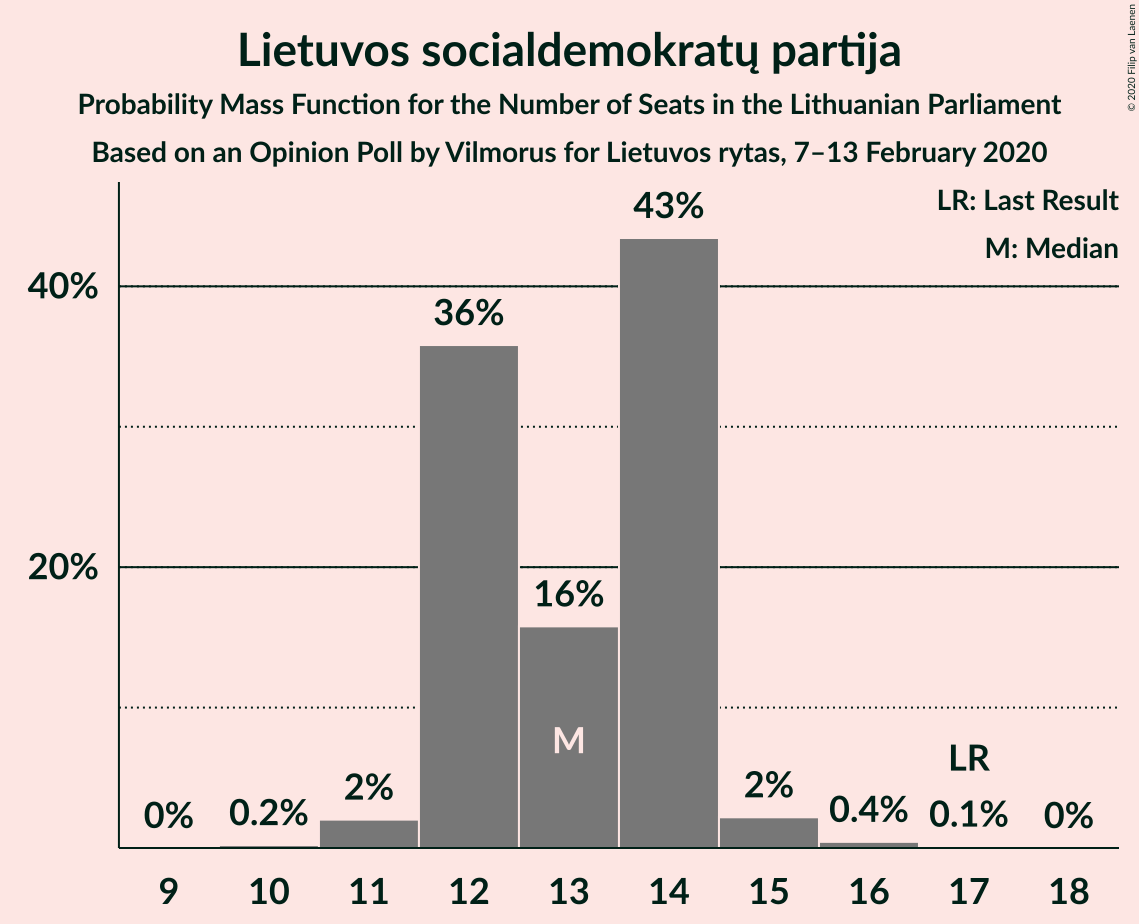 Lietuvos socialdemokratų partija
Probability Mass Function for the Number of Seats in the Lithuanian Parliament
Based on an Opinion Poll by Vilmorus for Lietuvos rytas, 7–13 February 2020
© 2020 Filip van Laenen
LR: Last Result
M: Median
43%
40%
36%
20%
16%
M
LR
0%
0.2%
2%
2%
0.4%
0.1%
0%
9 10 11 12 13 14 15 16 17 18